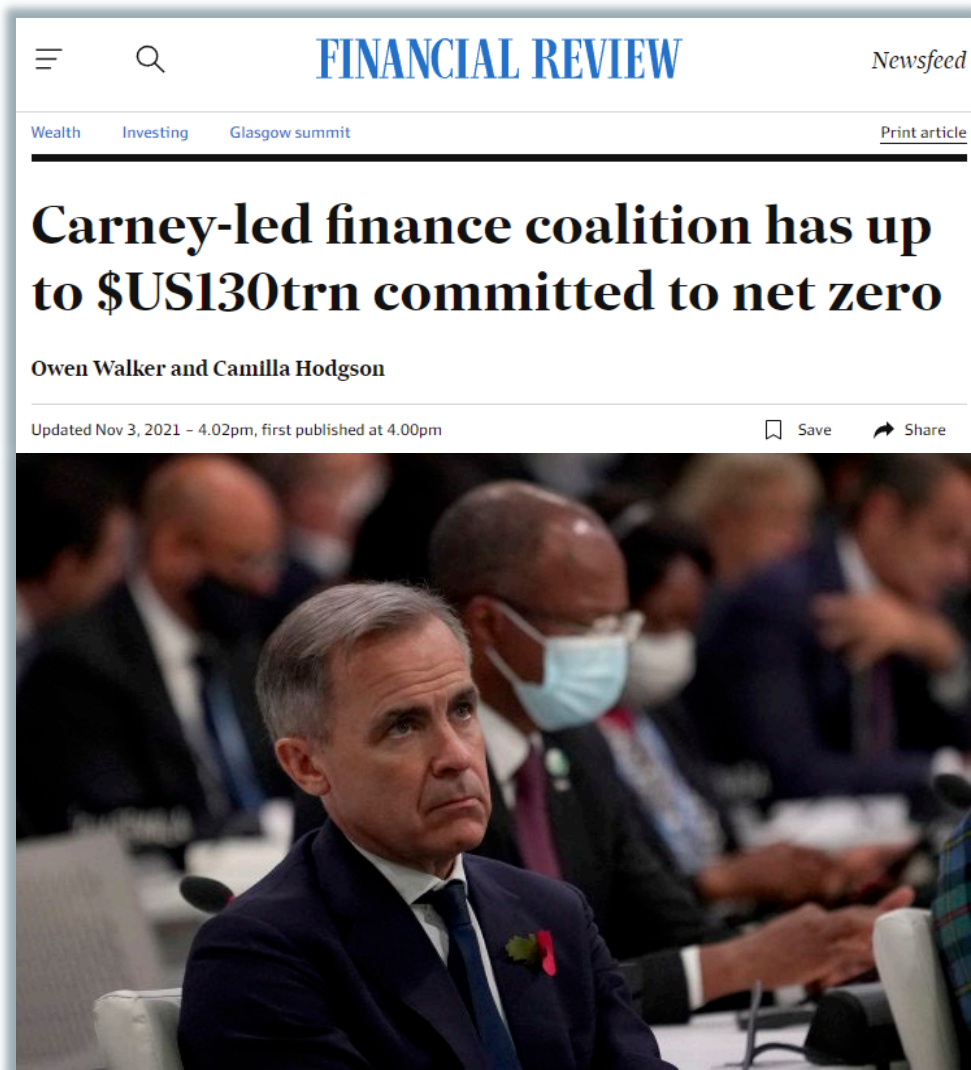 FINANCIAL REVIEW
Newsfeed
Wealth
Investing
Glasgow summit
Print article
Carney-led finance coalition has up
to $US130trn committed to net zero
Owen Walker and Camilla Hodgson
Updated Nov 3, 2021 – 4.02pm, first published at 4.00pm
Save
Share